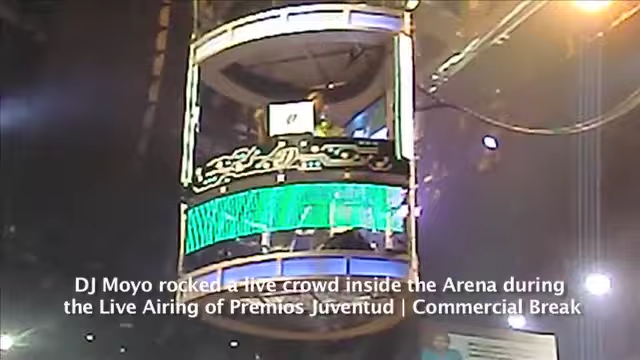 DJ Moyo rocked a live crowd inside the Arena during
the Live Airing of Premios Juventud | Commercial Break